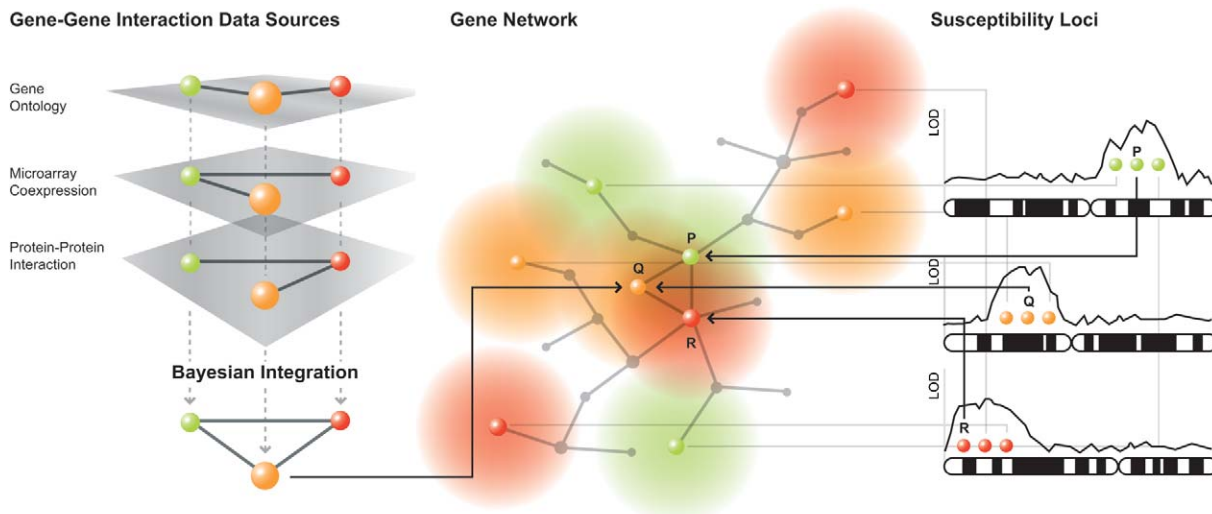 Gene-Gene Interaction Data Sources
Gene
Ontology
Microarray
Coexpression
Protein-Protein
Interaction
Bayesian Integration
Gene Network
P
Q
R
Susceptibility Loci
LOD
P
LOD
Q
LOD
R